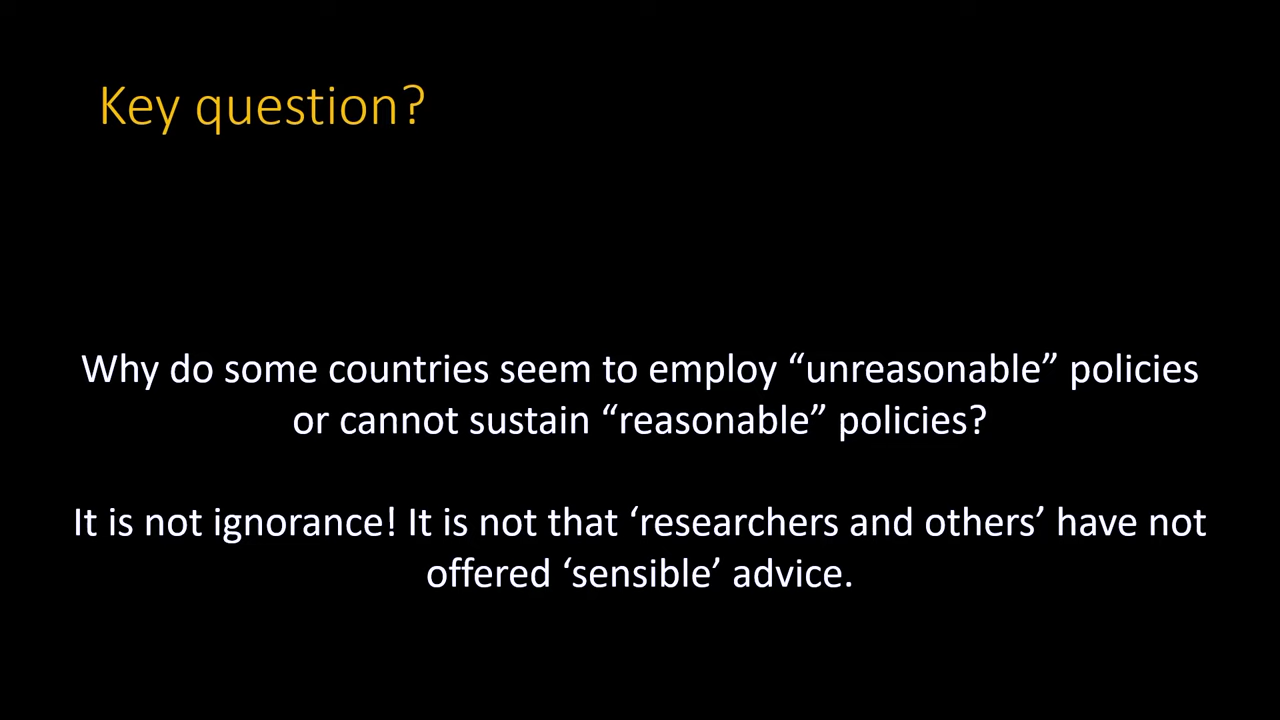 Key question?
Why do some countries seem to employ “unreasonable” policies
or cannot sustain “reasonable” policies?
It is not ignorance! It is not that ‘researchers and others’ have not
offered ‘sensible’ advice.